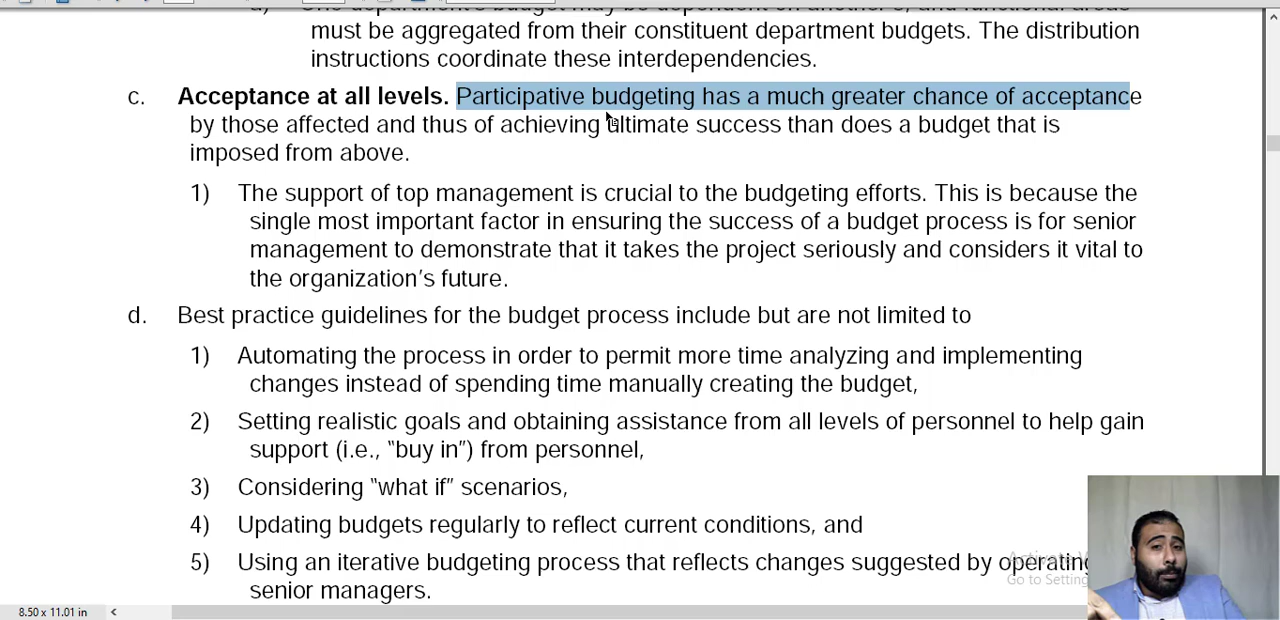 must be aggregated from their constituent department budgets. The distribution
instructions coordinate these interdependencies.
c. Acceptance at all levels. Participative budgeting has a much greater chance of acceptance
by those affected and thus of achieving ultimate success than does a budget that is
imposed from above.
1) The support of top management is crucial to the budgeting efforts. This is because the
single most important factor in ensuring the success of a budget process is for senior
management to demonstrate that it takes the project seriously and considers it vital to
the organization's future.
d. Best practice guidelines for the budget process include but are not limited to
1) Automating the process in order to permit more time analyzing and implementing
changes instead of spending time manually creating the budget,
2) Setting realistic goals and obtaining assistance from all levels of personnel to help gain
support (i.e., "buy in") from personnel,
3) Considering "what if" scenarios,
4) Updating budgets regularly to reflect current conditions, and
5) Using an iterative budgeting process that reflects changes suggested by operating
senior managers.
Activate
Go to Setting
8.50 x 11.01 in